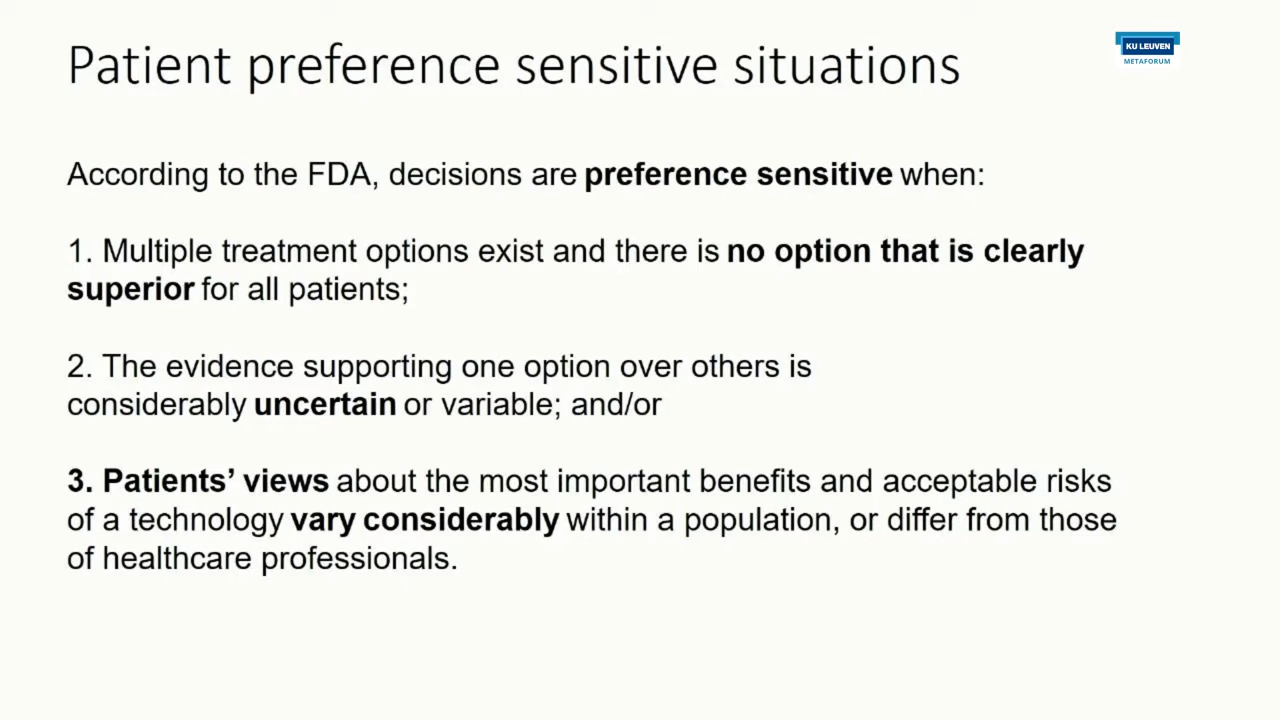 Patient preference sensitive situations
KU LEUVEN
METAFORUM
According to the FDA, decisions are preference sensitive when:
1. Multiple treatment options exist and there is no option that is clearly
superior for all patients;
2. The evidence supporting one option over others is
considerably uncertain or variable; and/or
3. Patients’ views about the most important benefits and acceptable risks
of a technology vary considerably within a population, or differ from those
of healthcare professionals.